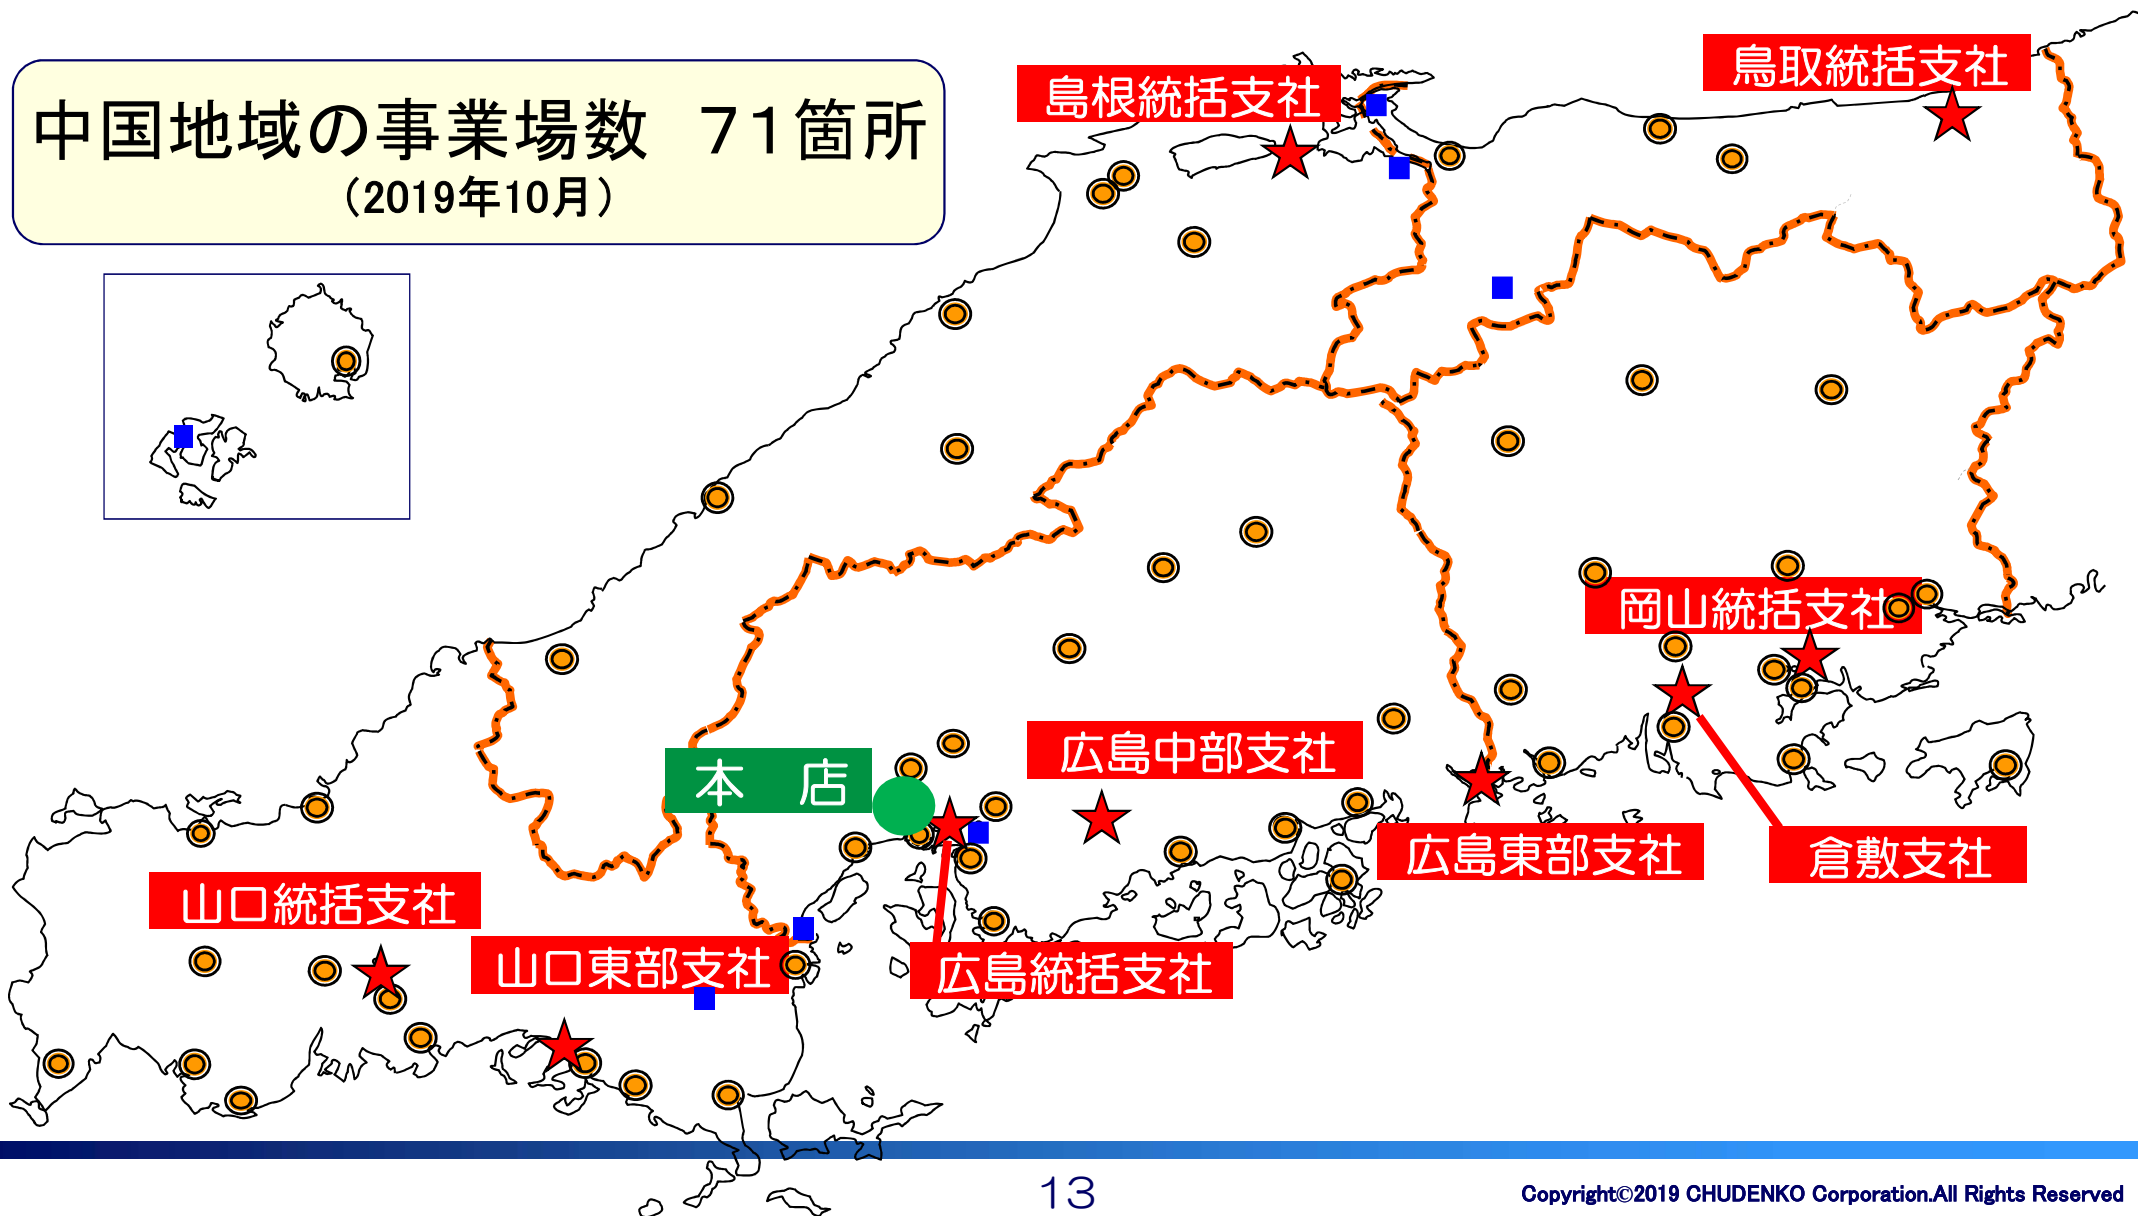 中国地域の事業場数　７１箇所
（2019年10月）
島根統括支社
鳥取統括支社
岡山統括支社
本　店
広島中部支社
広島東部支社
倉敷支社
山口統括支社
山口東部支社
広島統括支社
13
Copyright©2019 CHUDENKO Corporation.All Rights Reserved